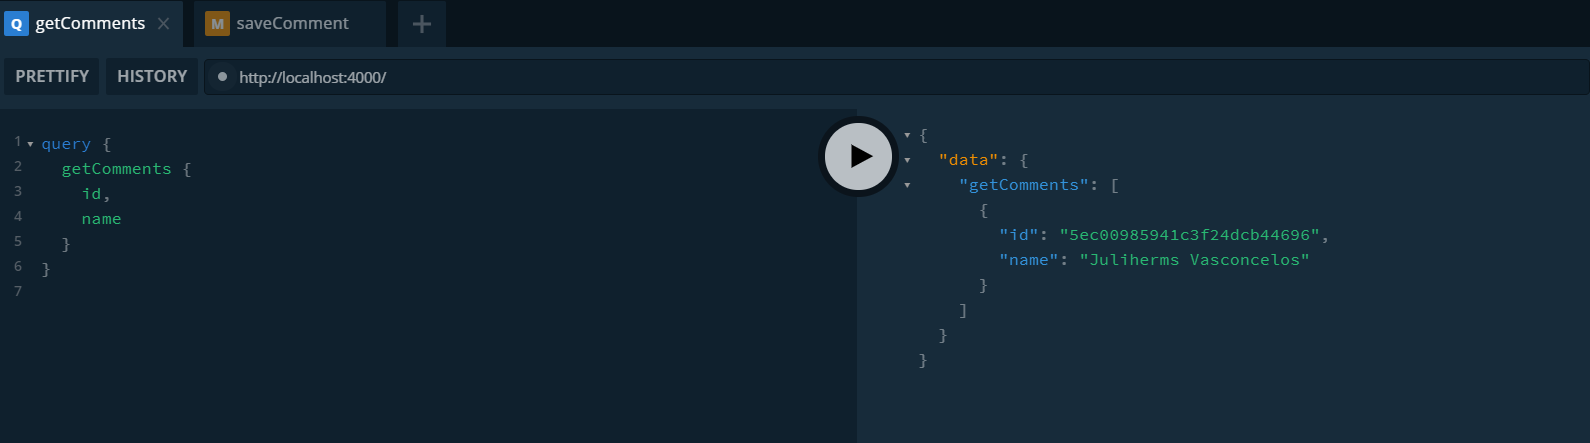 Q getComments
M saveComment
PRETTIFY HISTORY http://localhost:4000/
1 query {
2 getComments {
3 id,
4 name
5 }
6 }
7
{
"data": {
"getComments": [
{
"id": "5ec00985941c3f24dcb44696",
"name": "Juliherms Vasconcelos"
}
]
}
}